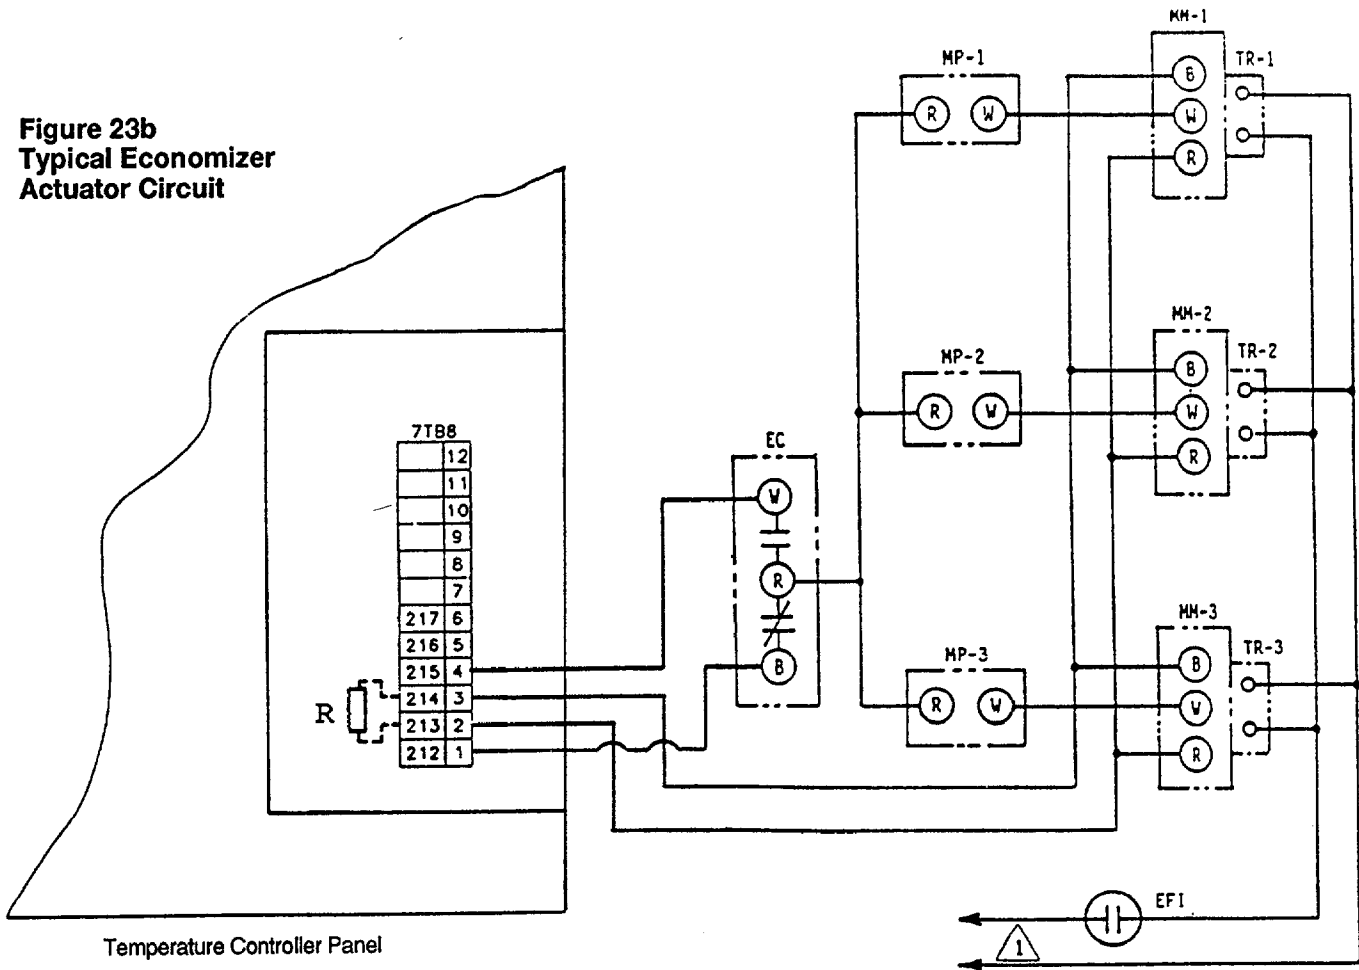 Figure 23b
Typical Economizer
Actuator Circuit
MP-1
R W
MM-1
B
W
R
TR-1
MP-2
R W
MM-2
B
W
R
TR-2
7TB8
12
11
10
9
8
7
217 6
216 5
215 4
214 3
213 2
212 1
R
EC
W
R
B
MP-3
R W
MM-3
B
W
R
TR-3
EFI
1
Temperature Controller Panel